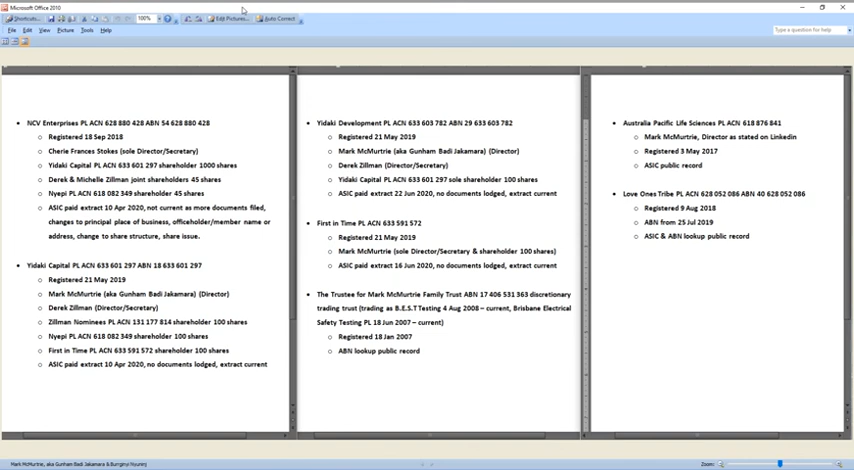 Microsoft Office 2010
Shortcuts...
100%
Edit Pictures...
Auto Correct
File Edit View Picture Tools Help
Type a question for help
• NCV Enterprises PL ACN 628 880 428 ABN 54 628 880 428
o Registered 18 Sep 2018
o Cherie Frances Stokes (sole Director/Secretary)
o Yidaki Capital PL ACN 633 601 297 shareholder 1000 shares
o Derek & Michelle Zillman joint shareholders 45 shares
o Nyepi PL ACN 618 082 349 shareholder 45 shares
o ASIC paid extract 10 Apr 2020, not current as more documents filed,
changes to principal place of business, officeholder/member name or
address, change to share structure, share issue.
• Yidaki Capital PL ACN 633 601 297 ABN 18 633 601 297
o Registered 21 May 2019
o Mark McMurtrie (aka Gunham Badi Jakamara) (Director)
o Derek Zillman (Director/Secretary)
o Zillman Nominees PL ACN 131 177 814 shareholder 100 shares
o Nyepi PL ACN 618 082 349 shareholder 100 shares
o First in Time PL ACN 633 591 572 shareholder 100 shares
o ASIC paid extract 10 Apr 2020, no documents lodged, extract current
• Yidaki Development PL ACN 633 603 782 ABN 29 633 603 782
o Registered 21 May 2019
o Mark McMurtrie (aka Gunham Badi Jakamara) (Director)
o Derek Zillman (Director/Secretary)
o Yidaki Capital PL ACN 633 601 297 sole shareholder 100 shares
o ASIC paid extract 22 Jun 2020, no documents lodged, extract current
• First in Time PL ACN 633 591 572
o Registered 21 May 2019
o Mark McMurtrie (sole Director/Secretary & shareholder 100 shares)
o ASIC paid extract 16 Jun 2020, no documents lodged, extract current
• The Trustee for Mark McMurtrie Family Trust ABN 17 406 531 363 discretionary
trading trust (trading as B.E.S.T Testing 4 Aug 2008 – current, Brisbane Electrical
Safety Testing PL 18 Jun 2007 – current)
o Registered 18 Jan 2007
o ABN lookup public record
• Australia Pacific Life Sciences PL ACN 618 876 841
o Mark McMurtrie, Director as stated on Linkedin
o Registered 3 May 2017
o ASIC public record
• Love Ones Tribe PL ACN 628 052 086 ABN 40 628 052 086
o Registered 9 Aug 2018
o ABN from 25 Jul 2019
o ASIC & ABN lookup public record
Mark McMurtrie, aka Gunham Badi Jakamara &
Zoom: